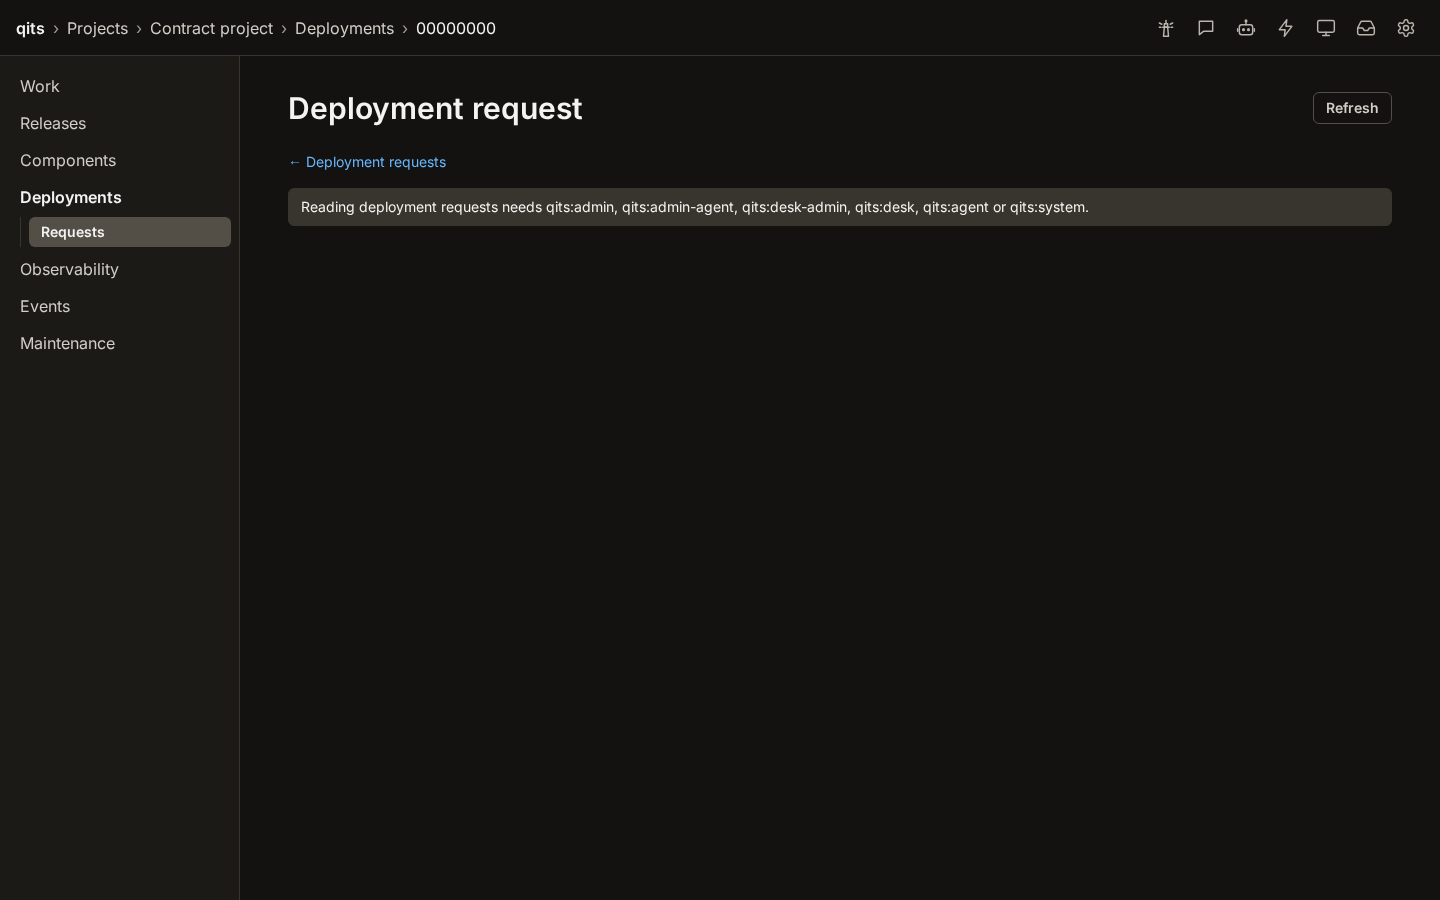 qits › Projects › Contract project › Deployments › 00000000
Work
Releases
Components
Deployments
Requests
Observability
Events
Maintenance
Deployment request
Refresh
← Deployment requests
Reading deployment requests needs qits:admin, qits:admin-agent, qits:desk-admin, qits:desk, qits:agent or qits:system.